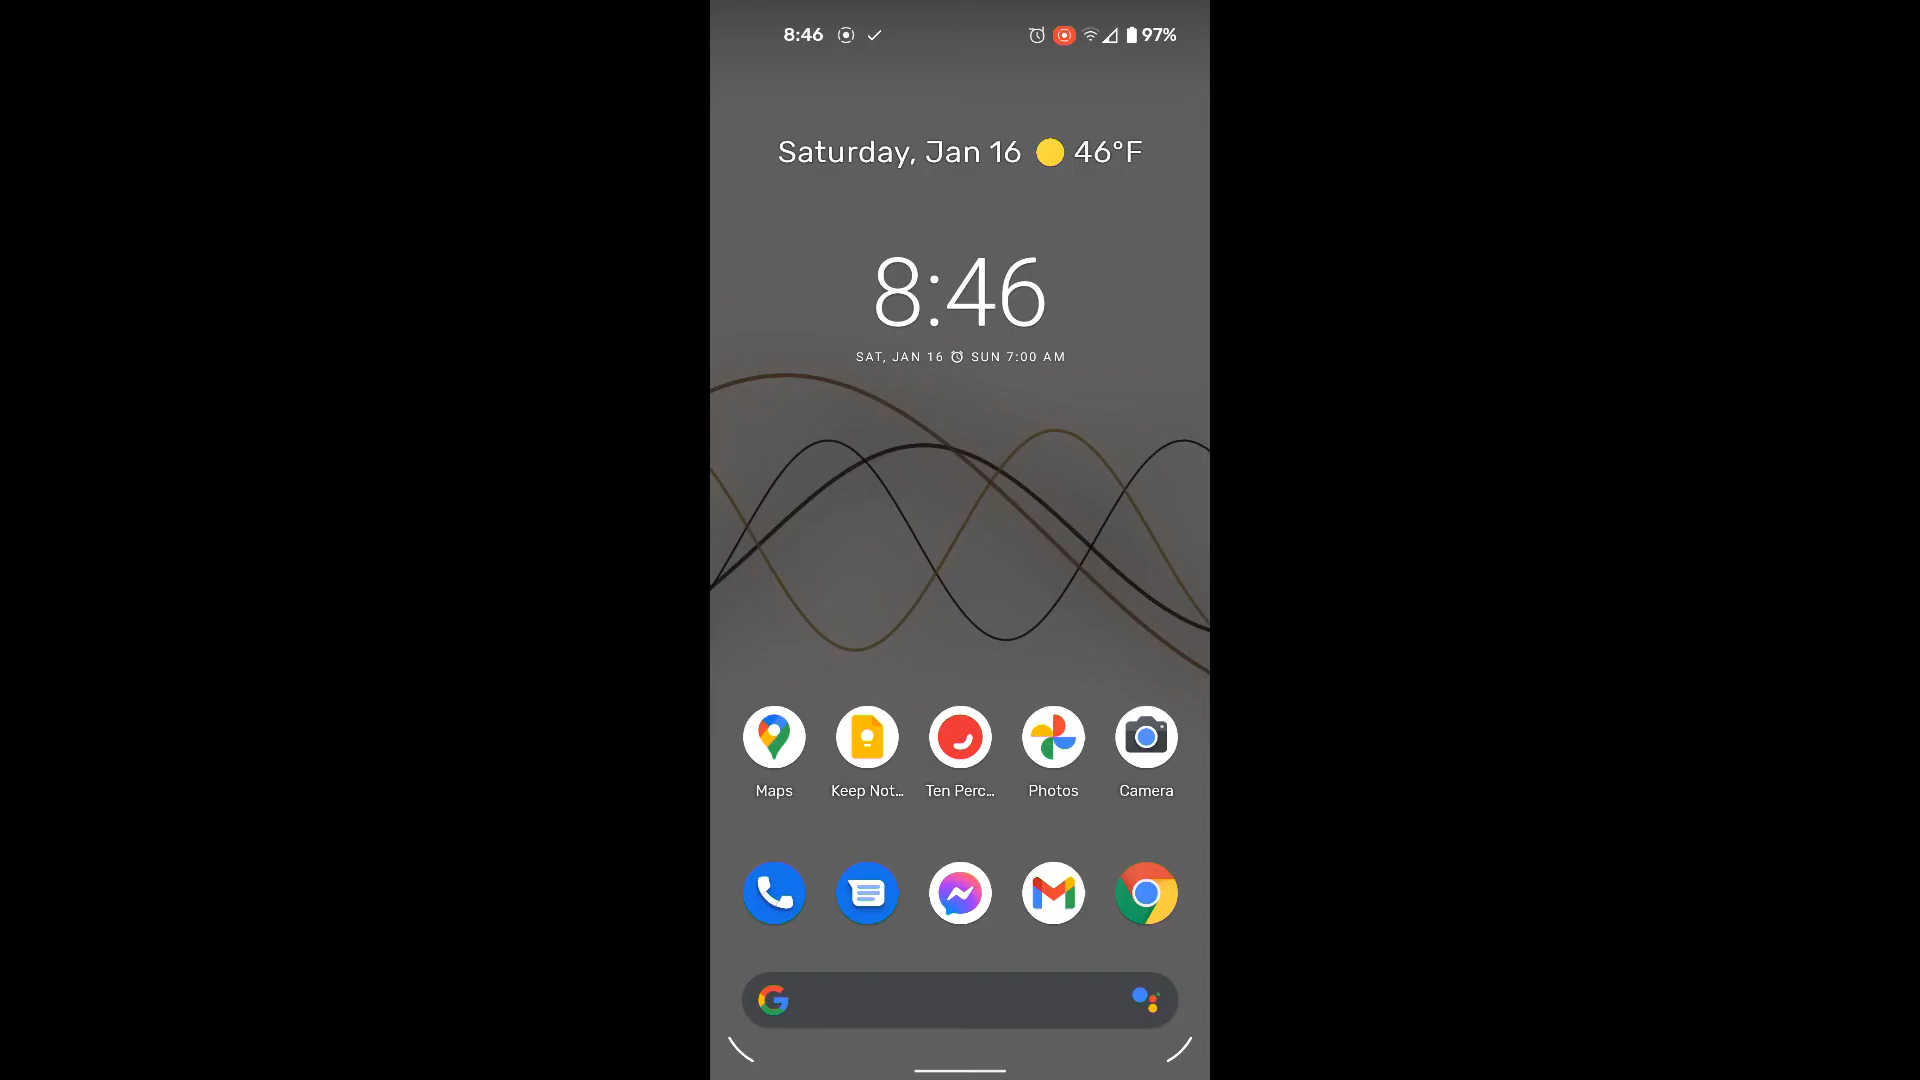 8:46
97%
Saturday, Jan 16 46°F
8:46
SAT, JAN 16 SUN 7:00 AM
Maps
Keep Not...
Ten Perc...
Photos
Camera